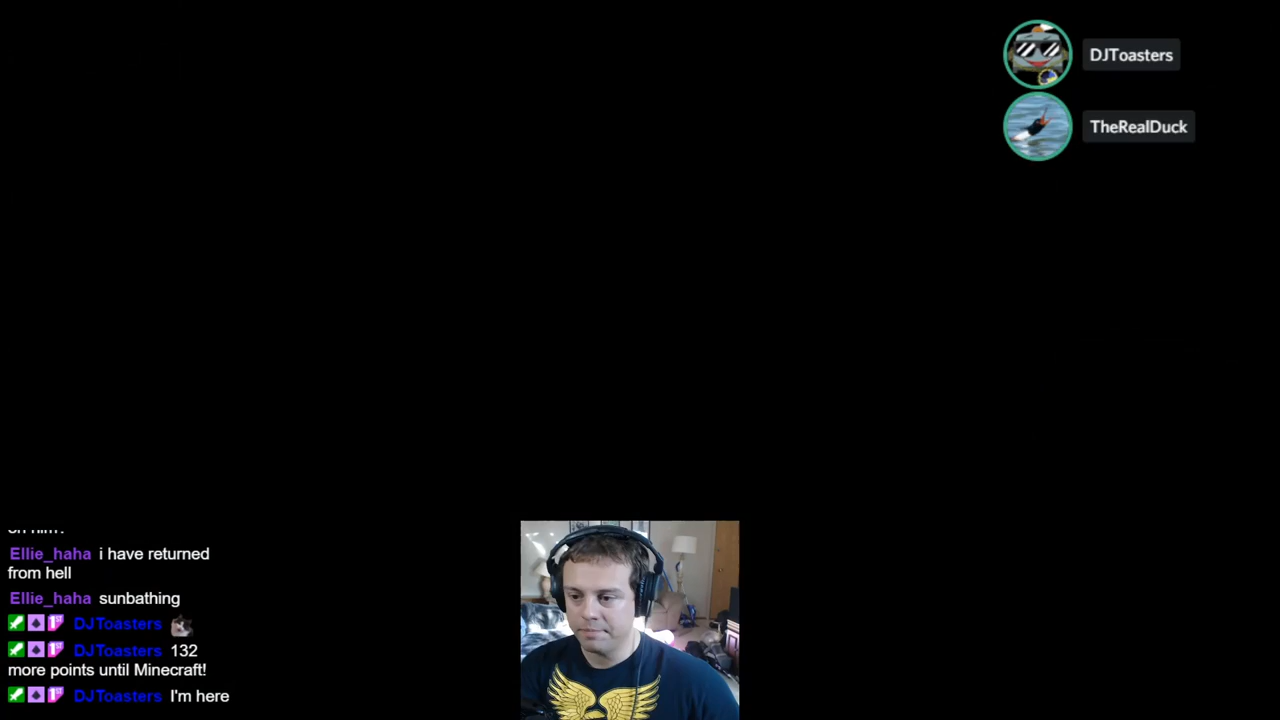 DJToasters
TheRealDuck
Ellie_haha i have returned
from hell
Ellie_haha sunbathing
DJToasters
DJToasters 132
more points until Minecraft!
DJToasters I'm here